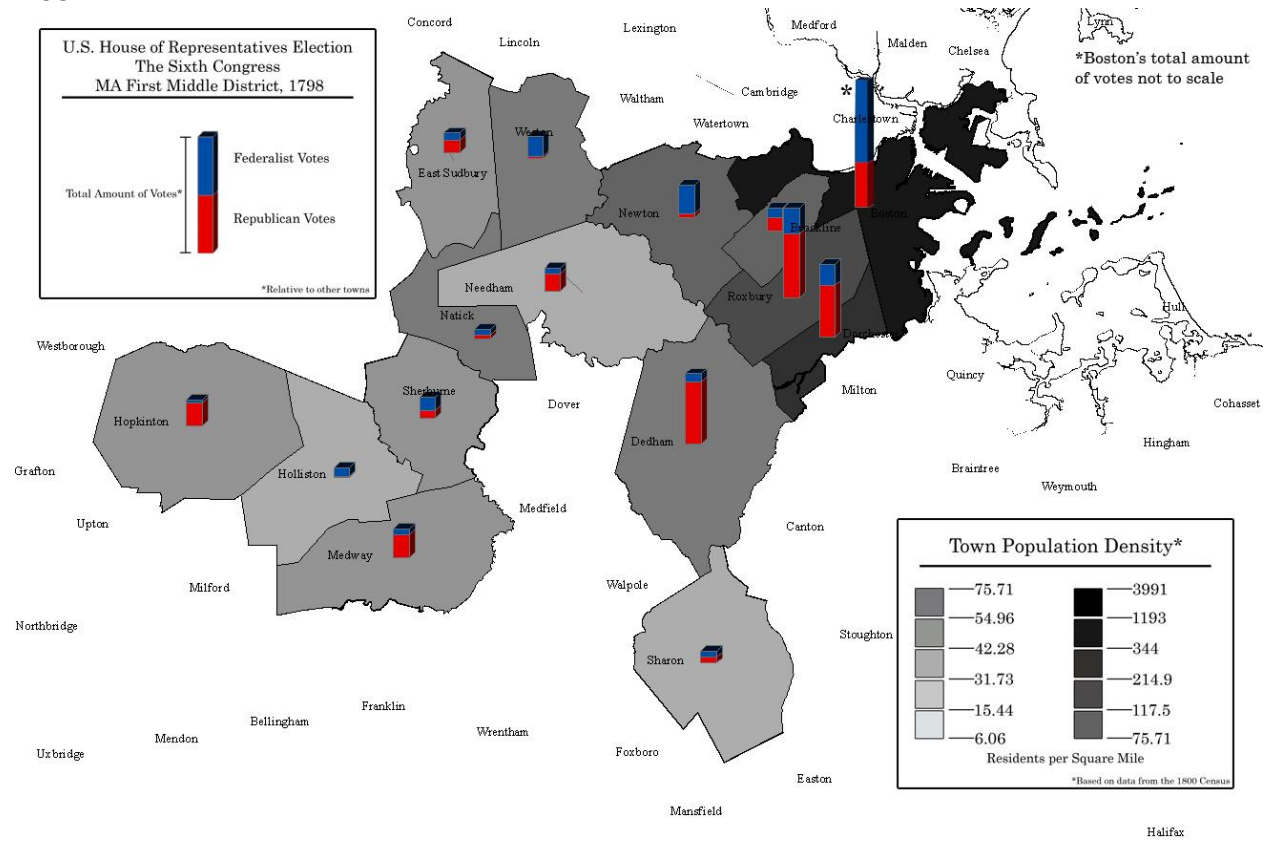 Concord
Lincoln
Lexington
Medford
Malden
Chelsea
Lynn
U.S. House of Representatives Election
The Sixth Congress
MA First Middle District, 1798
Total Amount of Votes*
Federalist Votes
Republican Votes
*Relative to other towns
*Boston's total amount
of votes not to scale
*
Waltham
Cambridge
Watertown
Charlestown
Weston
East Sudbury
Newton
Brookline
Boston
Needham
Roxbury
Natick
Dorchester
Hull
Westborough
Sherburne
Dover
Milton
Quincy
Cohasset
Hopkinton
Dedham
Hingham
Grafton
Holliston
Braintree
Weymouth
Upton
Medfield
Canton
Medway
Milford
Walpole
Northbridge
Stoughton
Sharon
Franklin
Bellingham
Wrentham
Mendon
Uxbridge
Foxboro
Easton
Mansfield
Halifax
Town Population Density*
75.71
54.96
42.28
31.73
15.44
6.06
3991
1193
344
214.9
117.5
75.71
Residents per Square Mile
*Based on data from the 1800 Census